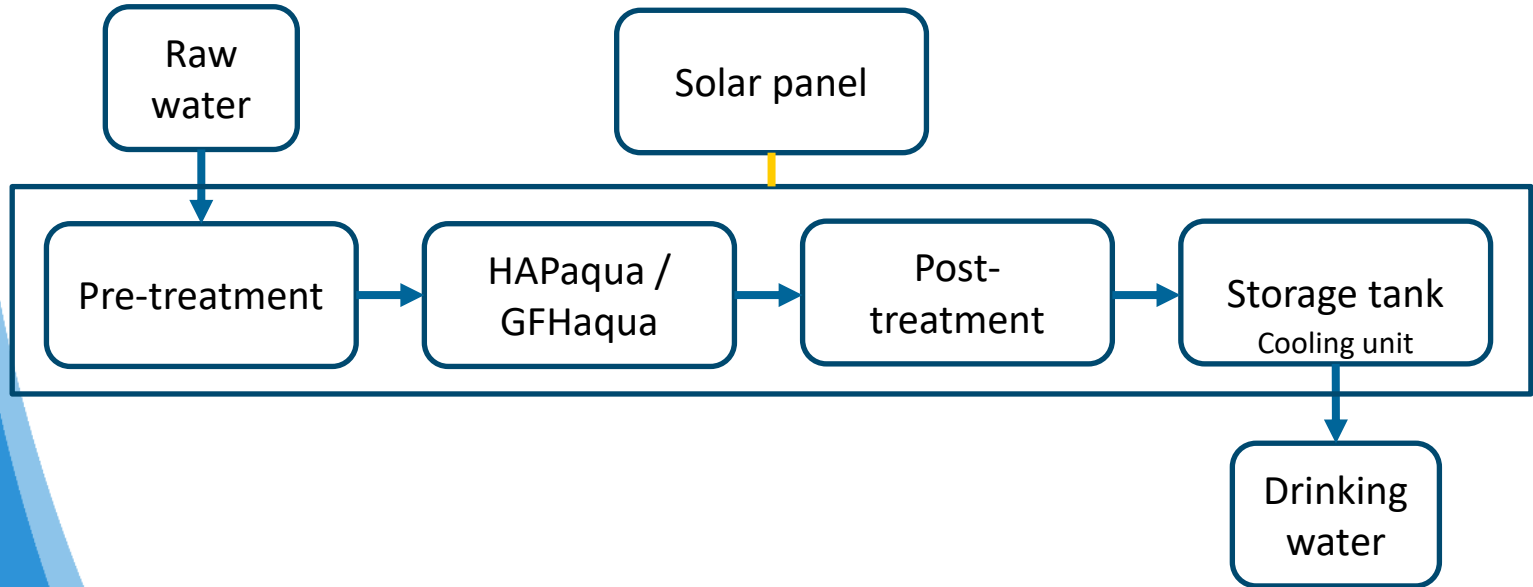 Raw
water
Solar panel
Pre-treatment
HAPaqua /
GFHaqua
Post-
treatment
Storage tank
Cooling unit
Drinking
water